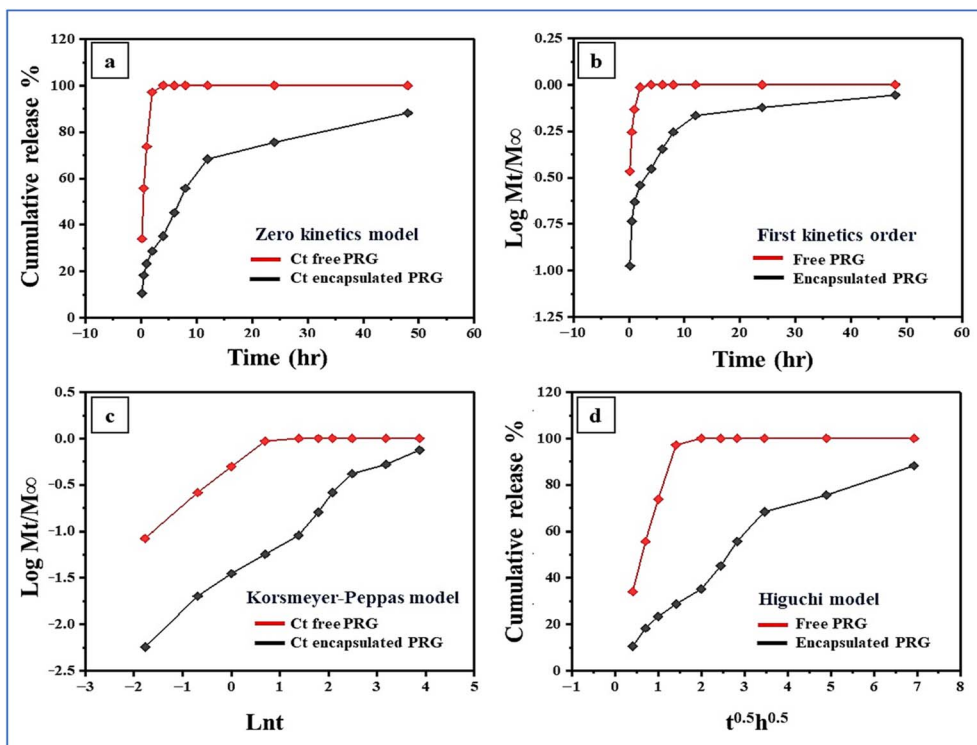 a
Cumulative release %
120
100
80
60
40
20
0
−10
0
10
20
30
40
50
60
Zero kinetics model
Ct free PRG
Ct encapsulated PRG
Time (hr)
b
Log Mt/M∞
0.25
0.00
0.25
0.50
0.75
1.00
1.25
−10
0
10
20
30
40
50
60
First kinetics order
Free PRG
Encapsulated PRG
Time (hr)
c
Log Mt/M∞
0.5
0.0
−0.5
−1.0
−1.5
−2.0
−2.5
−3
−2
−1
0
1
2
3
4
5
Korsmeyer-Peppas model
Ct free PRG
Ct encapsulated PRG
Lnt
d
Cumulative release %
120
100
80
60
40
20
0
−1
0
1
2
3
4
5
6
7
8
Higuchi model
Free PRG
Encapsulated PRG
t⁰·⁵h⁰·⁵